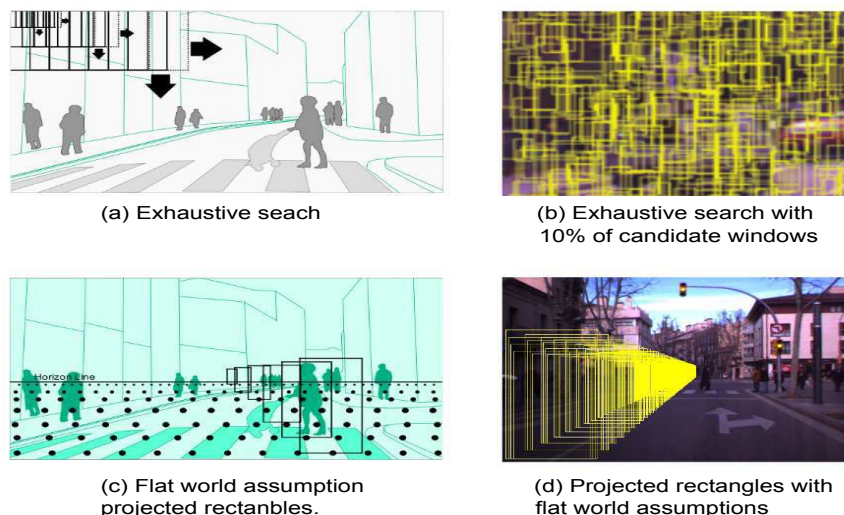 (a) Exhaustive seach
(b) Exhaustive search with
10% of candidate windows
Horizon Line
(c) Flat world assumption
projected rectanbles.
(d) Projected rectangles with
flat world assumptions